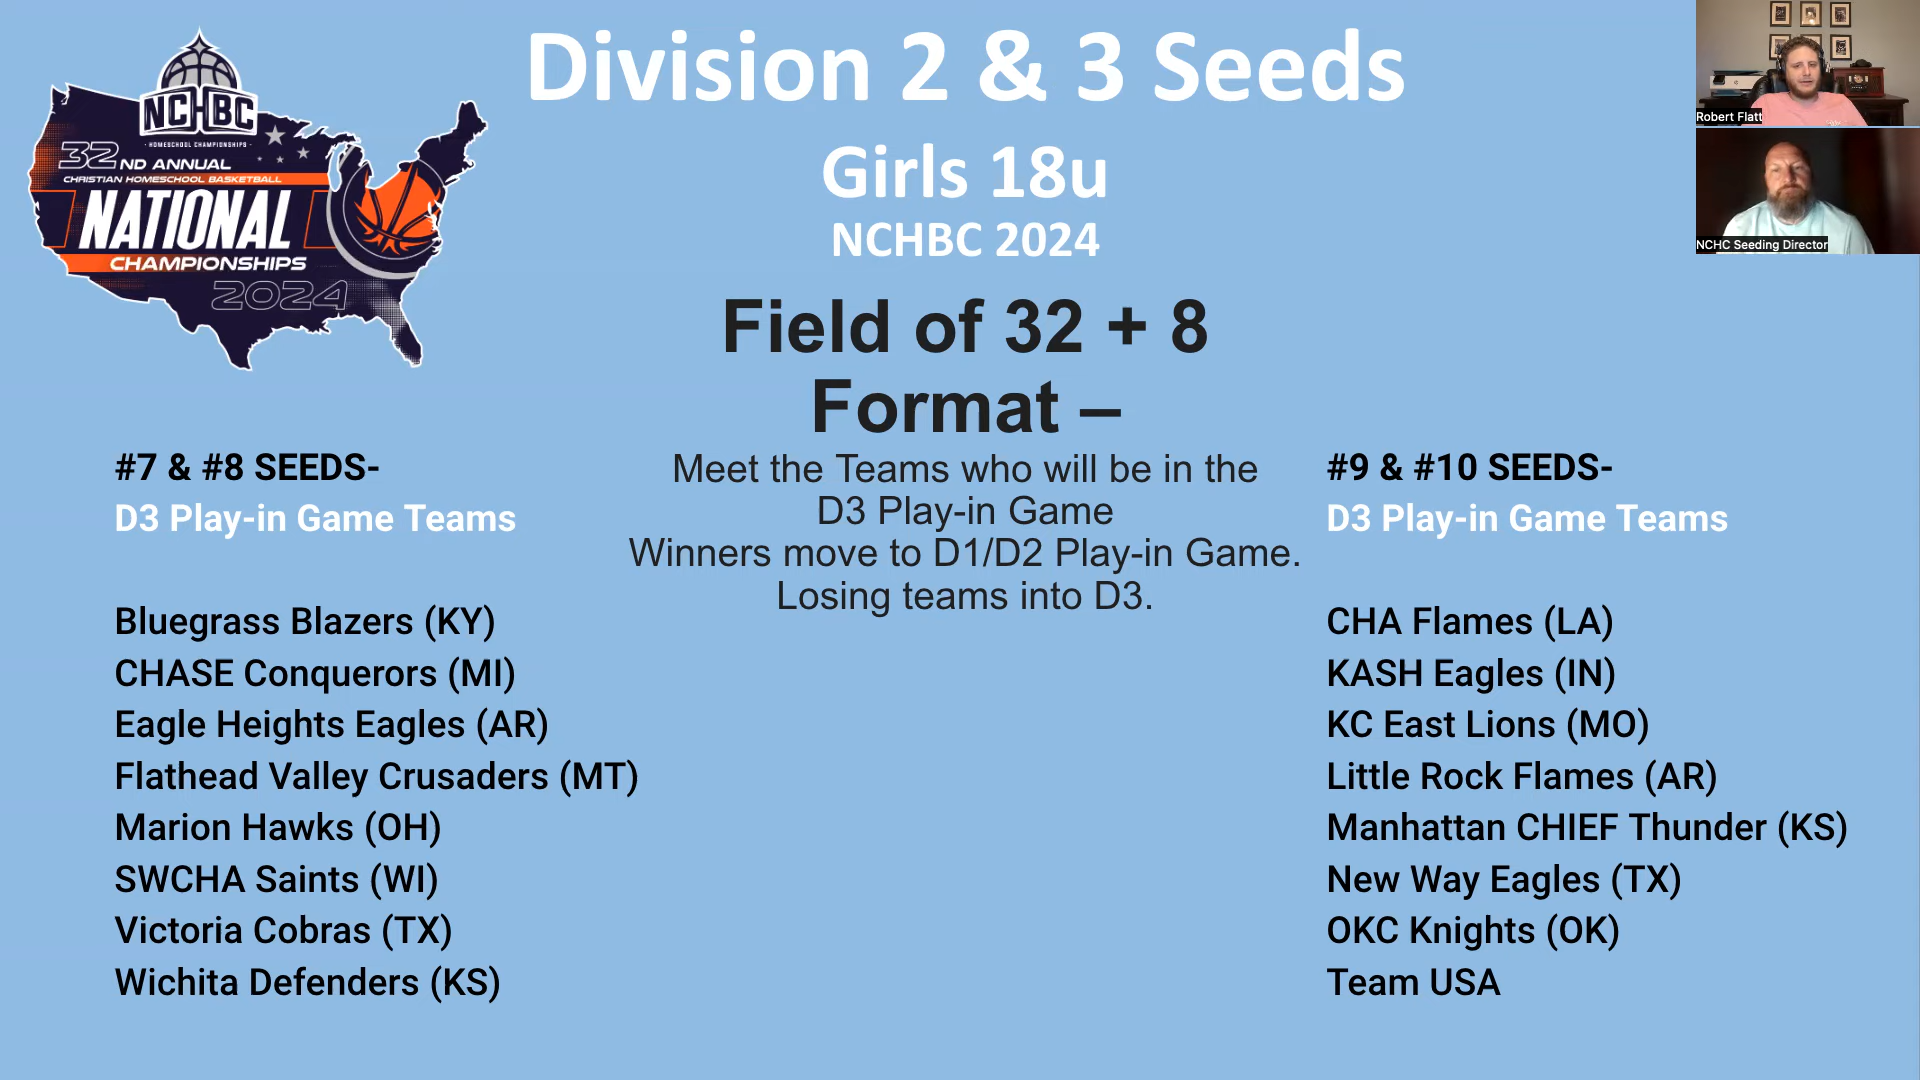 NCHBC
- HOMESCHOOL CHAMPIONSHIPS -
32ND ANNUAL
CHRISTIAN HOMESCHOOL BASKETBALL
NATIONAL
CHAMPIONSHIPS
2024
Division 2 & 3 Seeds
Girls 18u
NCHBC 2024
Robert Flatt
NCHC Seeding Director
Field of 32 + 8
Format –
Meet the Teams who will be in the
D3 Play-in Game
Winners move to D1/D2 Play-in Game.
Losing teams into D3.
#7 & #8 SEEDS-
D3 Play-in Game Teams
Bluegrass Blazers (KY)
CHASE Conquerors (MI)
Eagle Heights Eagles (AR)
Flathead Valley Crusaders (MT)
Marion Hawks (OH)
SWCHA Saints (WI)
Victoria Cobras (TX)
Wichita Defenders (KS)
#9 & #10 SEEDS-
D3 Play-in Game Teams
CHA Flames (LA)
KASH Eagles (IN)
KC East Lions (MO)
Little Rock Flames (AR)
Manhattan CHIEF Thunder (KS)
New Way Eagles (TX)
OKC Knights (OK)
Team USA